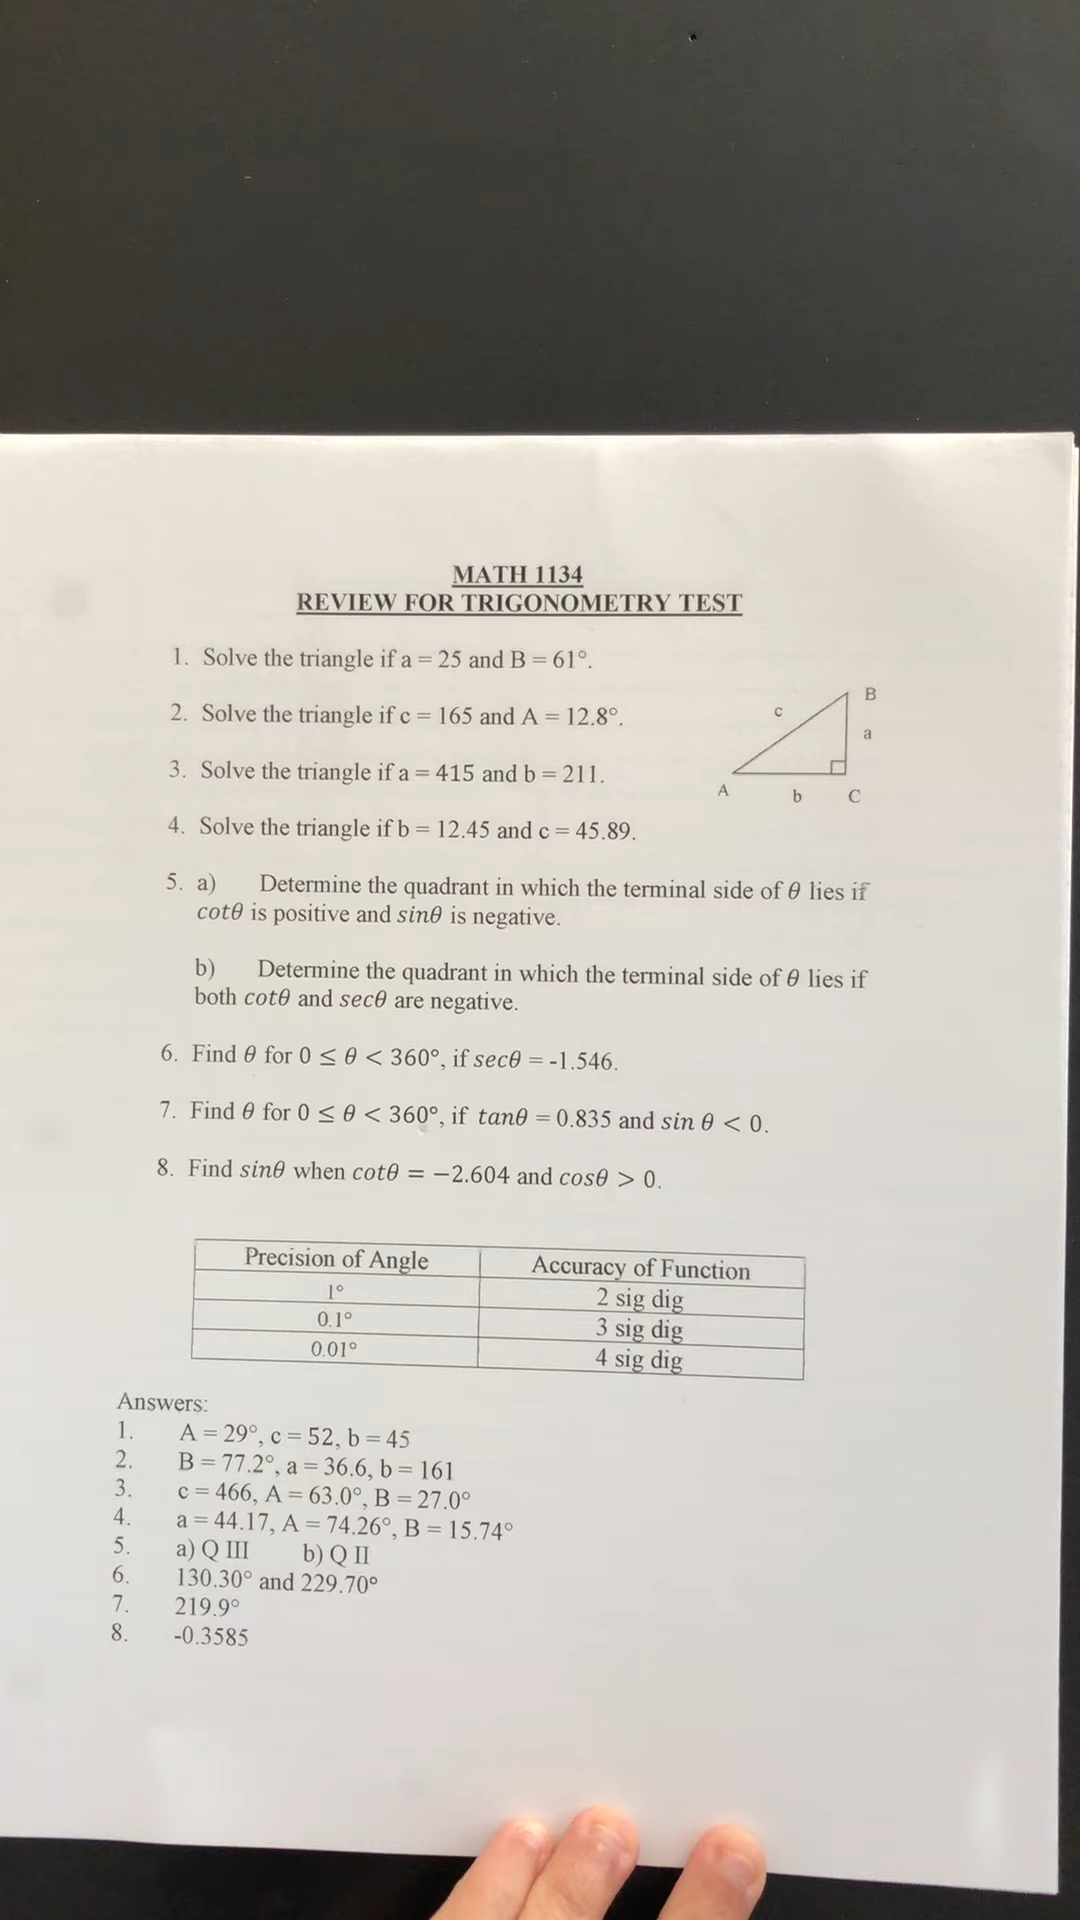 MATH 1134
REVIEW FOR TRIGONOMETRY TEST
1. Solve the triangle if a = 25 and B = 61°.
2. Solve the triangle if c = 165 and A = 12.8°.
3. Solve the triangle if a = 415 and b = 211.
4. Solve the triangle if b = 12.45 and c = 45.89.
B
c
a
A
b
C
5. a) Determine the quadrant in which the terminal side of θ lies if
cotθ is positive and sinθ is negative.
b) Determine the quadrant in which the terminal side of θ lies if
both cotθ and secθ are negative.
6. Find θ for 0 ≤ θ < 360°, if secθ = -1.546.
7. Find θ for 0 ≤ θ < 360°, if tanθ = 0.835 and sin θ < 0.
8. Find sinθ when cotθ = −2.604 and cosθ > 0.
Precision of Angle Accuracy of Function
1° 2 sig dig
0.1° 3 sig dig
0.01° 4 sig dig
Answers:
1. A = 29°, c = 52, b = 45
2. B = 77.2°, a = 36.6, b = 161
3. c = 466, A = 63.0°, B = 27.0°
4. a = 44.17, A = 74.26°, B = 15.74°
5. a) Q III b) Q II
6. 130.30° and 229.70°
7. 219.9°
8. -0.3585